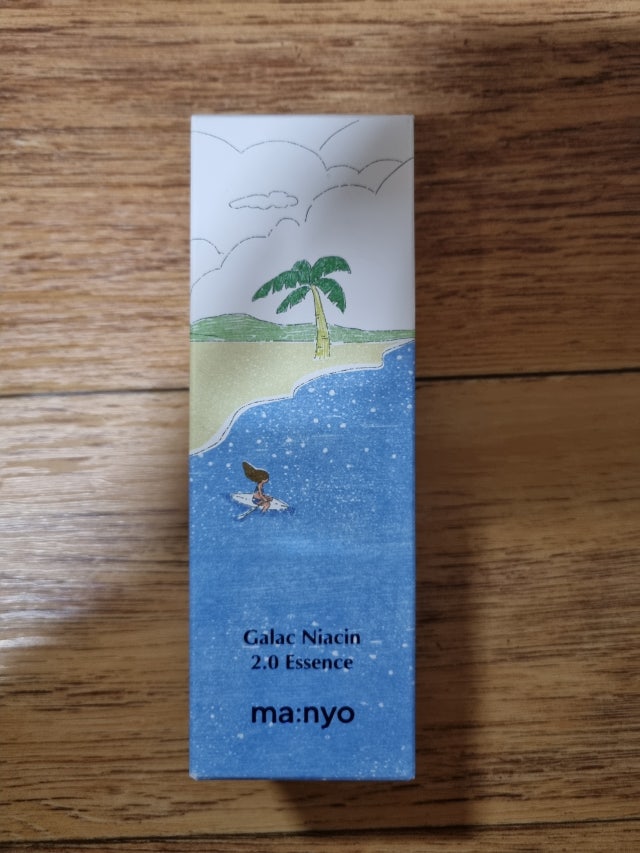 Galac Niacin
2.0 Essence
ma:nyo